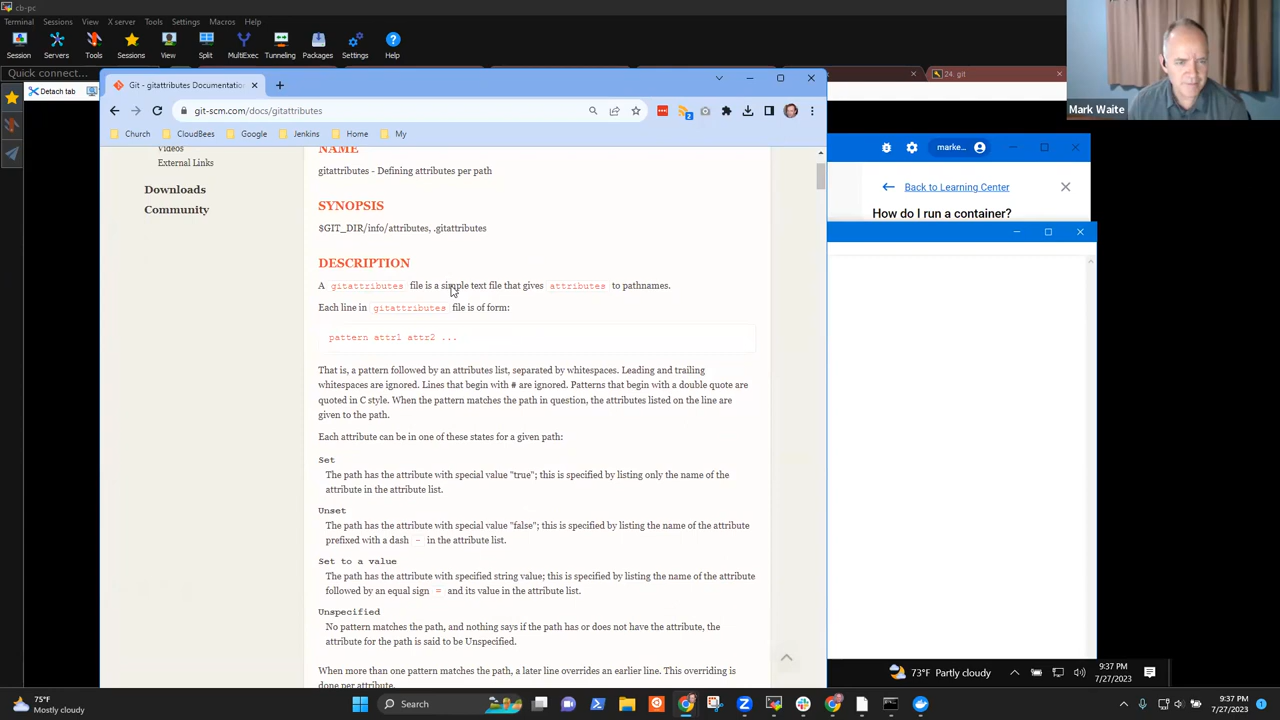 cb-pc
Terminal Sessions View X server Tools Settings Macros Help
Session Servers Tools Sessions View Split MultiExec Tunneling Packages Settings Help
Quick connect...
Detach tab
24. git
Mark Waite
Git - gitattributes Documentation
git-scm.com/docs/gitattributes
2
Church CloudBees Google Jenkins Home My
Videos
External Links
Downloads
Community
NAME
gitattributes - Defining attributes per path
SYNOPSIS
$GIT_DIR/info/attributes, .gitattributes
DESCRIPTION
A gitattributes file is a simple text file that gives attributes to pathnames.
Each line in gitattributes file is of form:
pattern attr1 attr2 ...
That is, a pattern followed by an attributes list, separated by whitespaces. Leading and trailing
whitespaces are ignored. Lines that begin with # are ignored. Patterns that begin with a double quote are
quoted in C style. When the pattern matches the path in question, the attributes listed on the line are
given to the path.
Each attribute can be in one of these states for a given path:
Set
The path has the attribute with special value "true"; this is specified by listing only the name of the
attribute in the attribute list.
Unset
The path has the attribute with special value "false"; this is specified by listing the name of the attribute
prefixed with a dash - in the attribute list.
Set to a value
The path has the attribute with specified string value; this is specified by listing the name of the attribute
followed by an equal sign = and its value in the attribute list.
Unspecified
No pattern matches the path, and nothing says if the path has or does not have the attribute, the
attribute for the path is said to be Unspecified.
When more than one pattern matches the path, a later line overrides an earlier line. This overriding is
done per attribute.
marke...
Back to Learning Center
How do I run a container?
73°F Partly cloudy
9:37 PM
7/27/2023
75°F
Mostly cloudy
Search
9:37 PM
7/27/2023